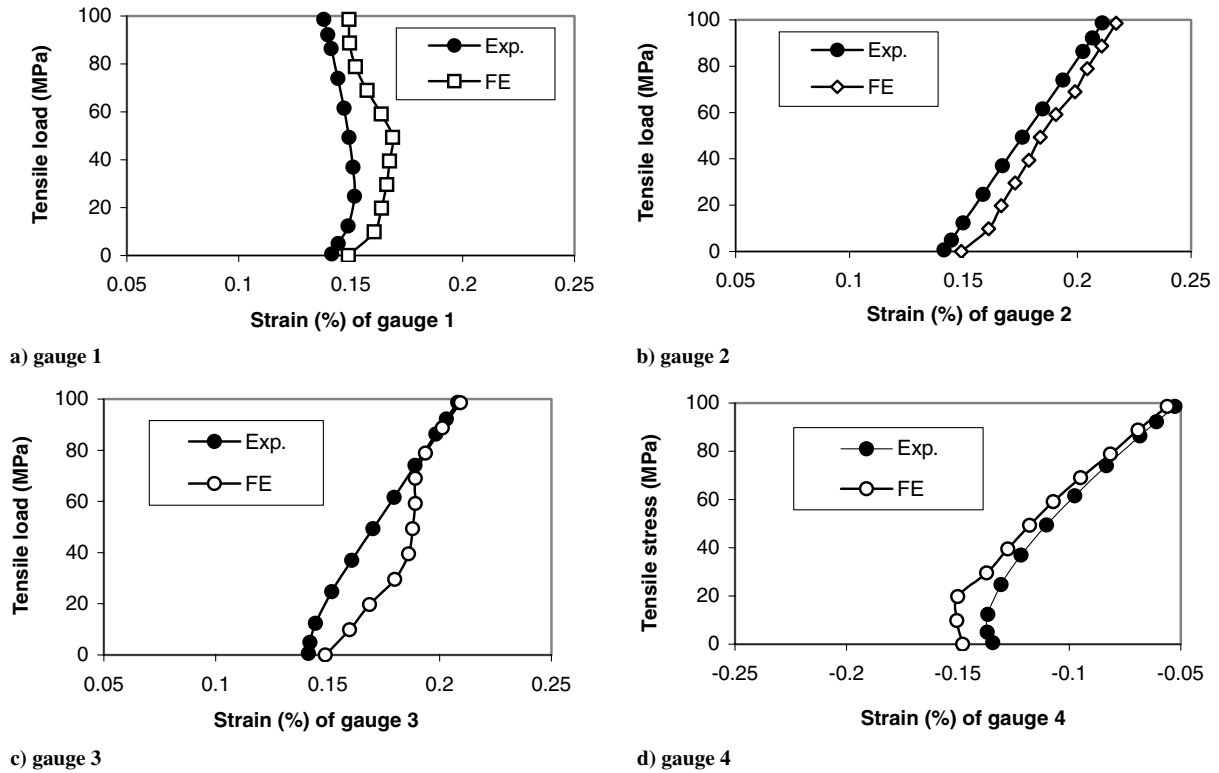 100
80
60
40
20
0
0.05
0.1
0.15
0.2
0.25
Tensile load (MPa)
Strain (%) of gauge 1
Exp.
FE
a) gauge 1
100
80
60
40
20
0
0.05
0.1
0.15
0.2
0.25
Tensile load (MPa)
Strain (%) of gauge 2
Exp.
FE
b) gauge 2
100
80
60
40
20
0
0.05
0.1
0.15
0.2
0.25
Tensile load (MPa)
Strain (%) of gauge 3
Exp.
FE
c) gauge 3
100
80
60
40
20
0
-0.25
-0.2
-0.15
-0.1
-0.05
Tensile stress (MPa)
Strain (%) of gauge 4
Exp.
FE
d) gauge 4